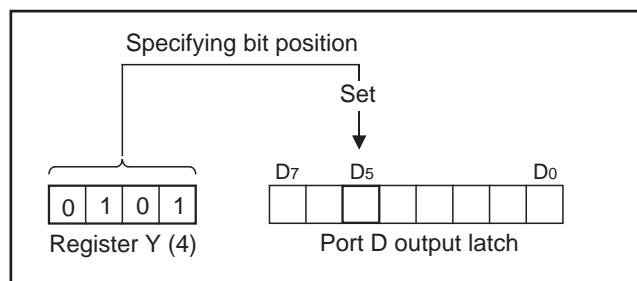 Specifying bit position
Set
D7 D5 D0
0 1 0 1
Register Y (4) Port D output latch